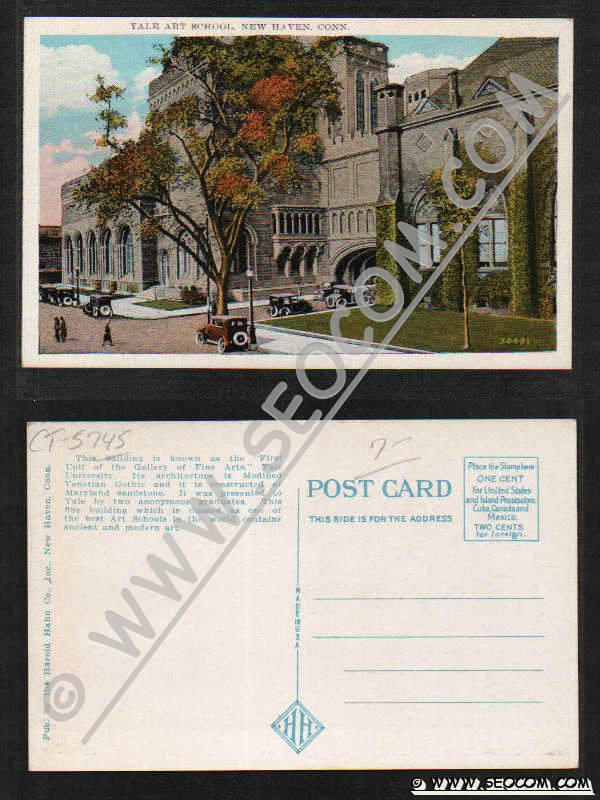 YALE ART SCHOOL, NEW HAVEN, CONN.
30491
© WWW.SEOCOM.COM
CT-5745
This building is known as the "First
Unit of the Gallery of Fine Arts," Yale
University. Its architecture is Modified
Venetian Gothic and it is constructed of
Maryland sandstone. It was presented to
Yale by two anonymous graduates. This
fine building which is classed as one of
the best Art Schools in the world contains
ancient and modern art.
Pub. by the Harold Hahn Co., Inc., New Haven, Conn.
POST CARD
THIS SIDE IS FOR THE ADDRESS
Place the Stamp here
ONE CENT
for United States
and Island Possessions
Cuba, Canada and
Mexico.
TWO CENTS
for foreign.
MADE IN U.S.A.
HH
© WWW.SEOCOM.COM
© WWW.SEOCOM.COM